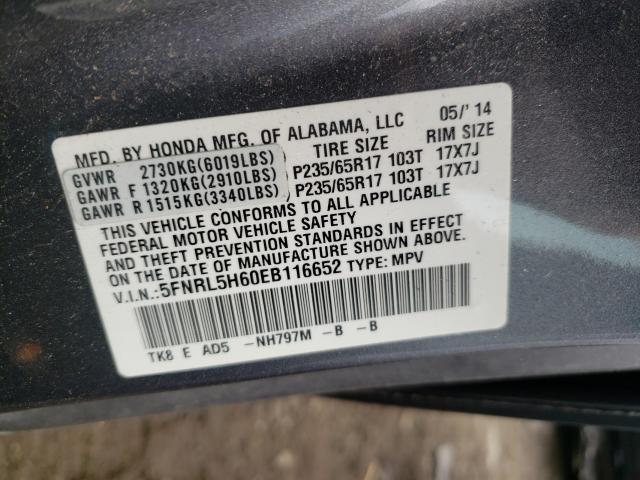 MFD. BY HONDA MFG. OF ALABAMA, LLC 05/'14
TIRE SIZE RIM SIZE
GVWR 2730KG(6019LBS)
GAWR F 1320KG(2910LBS) P235/65R17 103T 17X7J
GAWR R 1515KG(3340LBS) P235/65R17 103T 17X7J
THIS VEHICLE CONFORMS TO ALL APPLICABLE
FEDERAL MOTOR VEHICLE SAFETY
AND THEFT PREVENTION STANDARDS IN EFFECT
ON THE DATE OF MANUFACTURE SHOWN ABOVE.
V.I.N.:5FNRL5H60EB116652 TYPE: MPV
TK8 E AD5 -NH797M -B -B